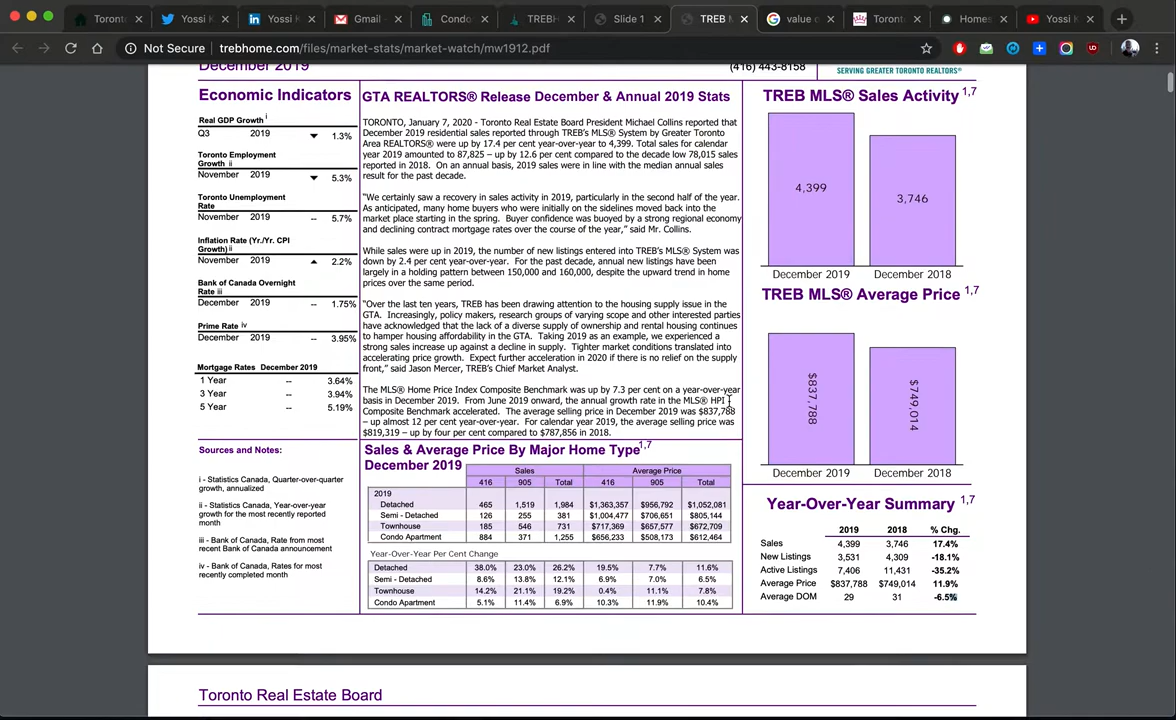 Toronto
Yossi K
Yossi K
Gmail -
Condo
TREBH
Slide 1
TREB M
value o
Toront
Homes
Yossi K
Not Secure | trebhome.com/files/market-stats/market-watch/mw1912.pdf
December 2019
(416) 443-8158
SERVING GREATER TORONTO REALTORS®
Economic Indicators
Real GDP Growth i
Q3 2019 ▼ 1.3%
Toronto Employment
Growth ii
November 2019 ▼ 5.3%
Toronto Unemployment
Rate
November 2019 -- 5.7%
Inflation Rate (Yr./Yr. CPI
Growth) ii
November 2019 ▲ 2.2%
Bank of Canada Overnight
Rate iii
December 2019 -- 1.75%
Prime Rate iv
December 2019 -- 3.95%
Mortgage Rates December 2019
1 Year -- 3.64%
3 Year -- 3.94%
5 Year -- 5.19%
Sources and Notes:
i - Statistics Canada, Quarter-over-quarter
growth, annualized
ii - Statistics Canada, Year-over-year
growth for the most recently reported
month
iii - Bank of Canada, Rate from most
recent Bank of Canada announcement
iv - Bank of Canada, Rates for most
recently completed month
GTA REALTORS® Release December & Annual 2019 Stats
TORONTO, January 7, 2020 - Toronto Real Estate Board President Michael Collins reported that
December 2019 residential sales reported through TREB's MLS® System by Greater Toronto
Area REALTORS® were up by 17.4 per cent year-over-year to 4,399. Total sales for calendar
year 2019 amounted to 87,825 – up by 12.6 per cent compared to the decade low 78,015 sales
reported in 2018. On an annual basis, 2019 sales were in line with the median annual sales
result for the past decade.
"We certainly saw a recovery in sales activity in 2019, particularly in the second half of the year.
As anticipated, many home buyers who were initially on the sidelines moved back into the
market place starting in the spring. Buyer confidence was buoyed by a strong regional economy
and declining contract mortgage rates over the course of the year," said Mr. Collins.
While sales were up in 2019, the number of new listings entered into TREB's MLS® System was
down by 2.4 per cent year-over-year. For the past decade, annual new listings have been
largely in a holding pattern between 150,000 and 160,000, despite the upward trend in home
prices over the same period.
"Over the last ten years, TREB has been drawing attention to the housing supply issue in the
GTA. Increasingly, policy makers, research groups of varying scope and other interested parties
have acknowledged that the lack of a diverse supply of ownership and rental housing continues
to hamper housing affordability in the GTA. Taking 2019 as an example, we experienced a
strong sales increase up against a decline in supply. Tighter market conditions translated into
accelerating price growth. Expect further acceleration in 2020 if there is no relief on the supply
front," said Jason Mercer, TREB's Chief Market Analyst.
The MLS® Home Price Index Composite Benchmark was up by 7.3 per cent on a year-over-year
basis in December 2019. From June 2019 onward, the annual growth rate in the MLS® HPI
Composite Benchmark accelerated. The average selling price in December 2019 was $837,788
– up almost 12 per cent year-over-year. For calendar year 2019, the average selling price was
$819,319 – up by four per cent compared to $787,856 in 2018.
Sales & Average Price By Major Home Type 1,7
December 2019
Sales Average Price
416 905 Total 416 905 Total
2019
Detached 465 1,519 1,984 $1,363,357 $956,792 $1,052,081
Semi - Detached 126 255 381 $1,004,477 $706,651 $805,144
Townhouse 185 546 731 $717,369 $657,577 $672,709
Condo Apartment 884 371 1,255 $656,233 $508,173 $612,464
Year-Over-Year Per Cent Change
Detached 38.0% 23.0% 26.2% 19.5% 7.7% 11.6%
Semi - Detached 8.6% 13.8% 12.1% 6.9% 7.0% 6.5%
Townhouse 14.2% 21.1% 19.2% 0.4% 11.1% 7.8%
Condo Apartment 5.1% 11.4% 6.9% 10.3% 11.9% 10.4%
TREB MLS® Sales Activity 1,7
4,399
3,746
December 2019 December 2018
TREB MLS® Average Price 1,7
$837,788
$749,014
December 2019 December 2018
Year-Over-Year Summary 1,7
2019 2018 % Chg.
Sales 4,399 3,746 17.4%
New Listings 3,531 4,309 -18.1%
Active Listings 7,406 11,431 -35.2%
Average Price $837,788 $749,014 11.9%
Average DOM 29 31 -6.5%
Toronto Real Estate Board